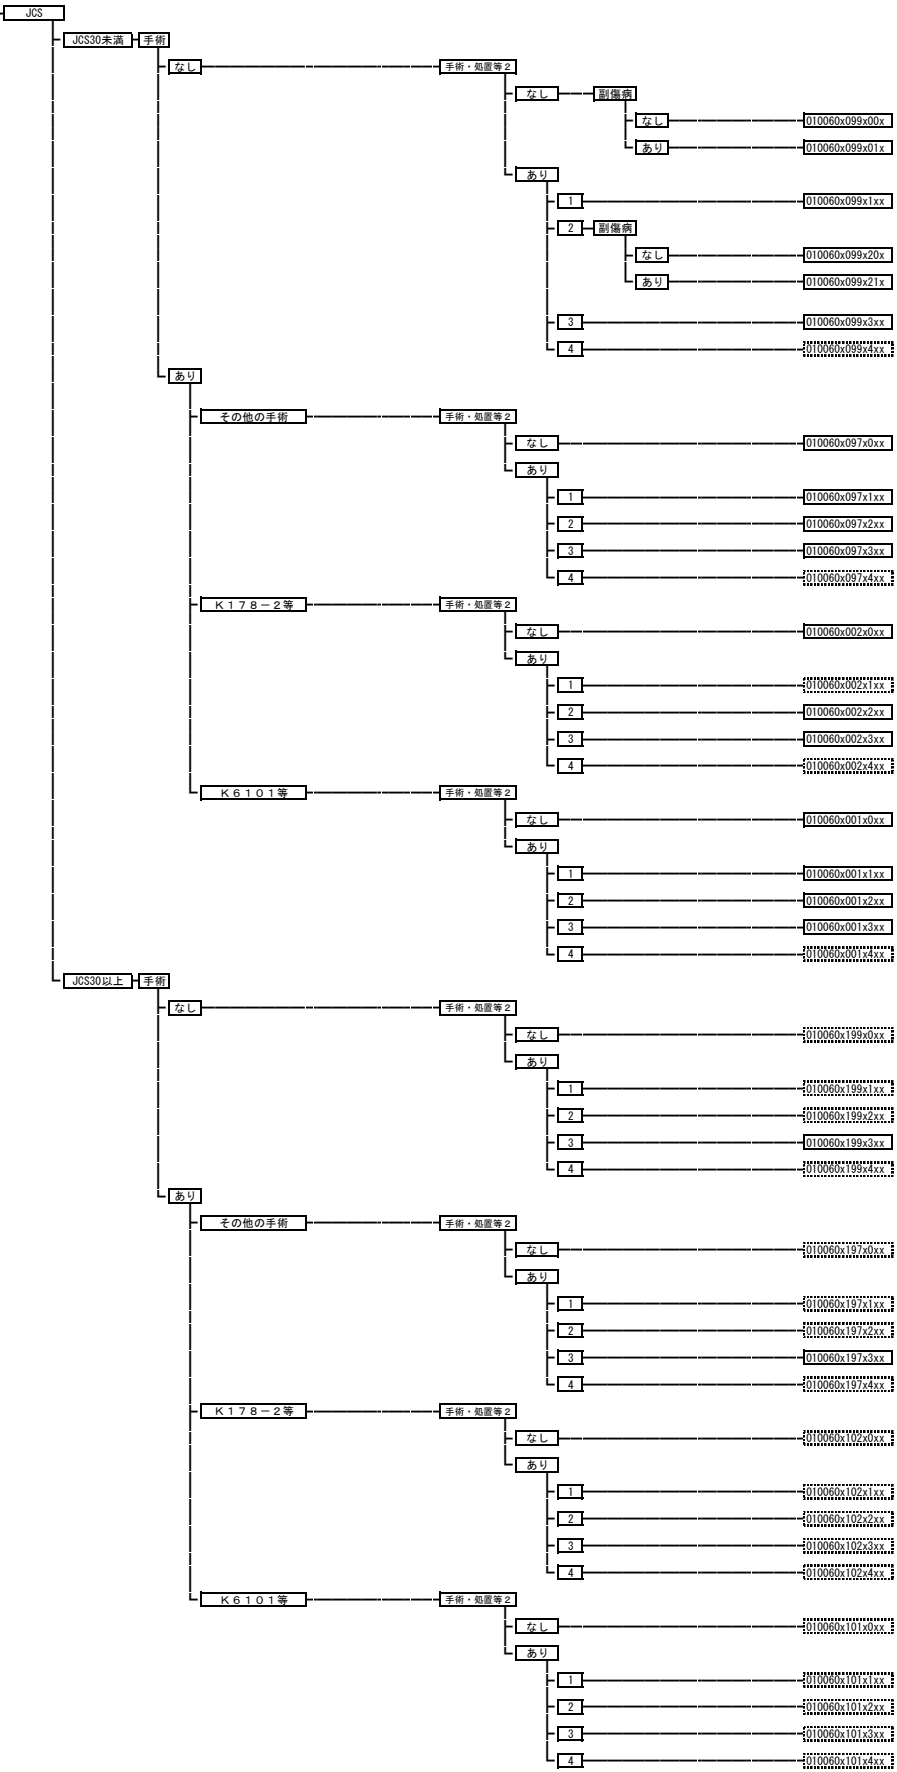 JCS
JCS30未満 手術
なし 手術・処置等２
なし 副傷病
なし 010060x099x00x
あり 010060x099x01x
あり
1 010060x099x1xx
2 副傷病
なし 010060x099x20x
あり 010060x099x21x
3 010060x099x3xx
4 010060x099x4xx
あり
その他の手術 手術・処置等２
なし 010060x097x0xx
あり
1 010060x097x1xx
2 010060x097x2xx
3 010060x097x3xx
4 010060x097x4xx
Ｋ１７８－２等 手術・処置等２
なし 010060x002x0xx
あり
1 010060x002x1xx
2 010060x002x2xx
3 010060x002x3xx
4 010060x002x4xx
Ｋ６１０１等 手術・処置等２
なし 010060x001x0xx
あり
1 010060x001x1xx
2 010060x001x2xx
3 010060x001x3xx
4 010060x001x4xx
JCS30以上 手術
なし 手術・処置等２
なし 010060x199x0xx
あり
1 010060x199x1xx
2 010060x199x2xx
3 010060x199x3xx
4 010060x199x4xx
あり
その他の手術 手術・処置等２
なし 010060x197x0xx
あり
1 010060x197x1xx
2 010060x197x2xx
3 010060x197x3xx
4 010060x197x4xx
Ｋ１７８－２等 手術・処置等２
なし 010060x102x0xx
あり
1 010060x102x1xx
2 010060x102x2xx
3 010060x102x3xx
4 010060x102x4xx
Ｋ６１０１等 手術・処置等２
なし 010060x101x0xx
あり
1 010060x101x1xx
2 010060x101x2xx
3 010060x101x3xx
4 010060x101x4xx